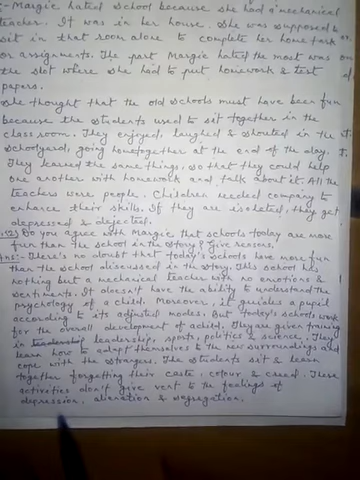 :- Margie hated school because she had a mechanical
teacher. It was in her house. She was supposed to
sit in that room alone to complete her home task
or assignments. The part Margie hated the most was
the slot where she had to put homework & test
papers.
She thought that the old schools must have been fun
because the students used to sit together in the
class room. They enjoyed, laughed & shouted in the
schoolyard, going home together at the end of the day.
They learned the same things, so that they could help
one another with homework and talk about it. All the
teachers were people. Children needed company to
enhance their skills. If they are isolated, they get
depressed & dejected.
(12) Do you agree with Margie that schools today are more
fun than the school in the story? Give reasons.
Ans:- There's no doubt that today's schools have more fun
than the school discussed in the story. This school has
nothing but a mechanical teacher with no emotions &
sentiments. It doesn't have the ability to understand the
psychology of a child. Moreover, it guides a pupil
according to its adjusted modes. But today's schools work
for the overall development of a child. They are given training
in leadership, sports, politics & science. They
learn how to adapt themselves to the new surroundings and
cope with the strangers. The students sit & learn
together forgetting their caste, colour & creed. These
activities don't give vent to the feelings of
depression, alienation & segregation.